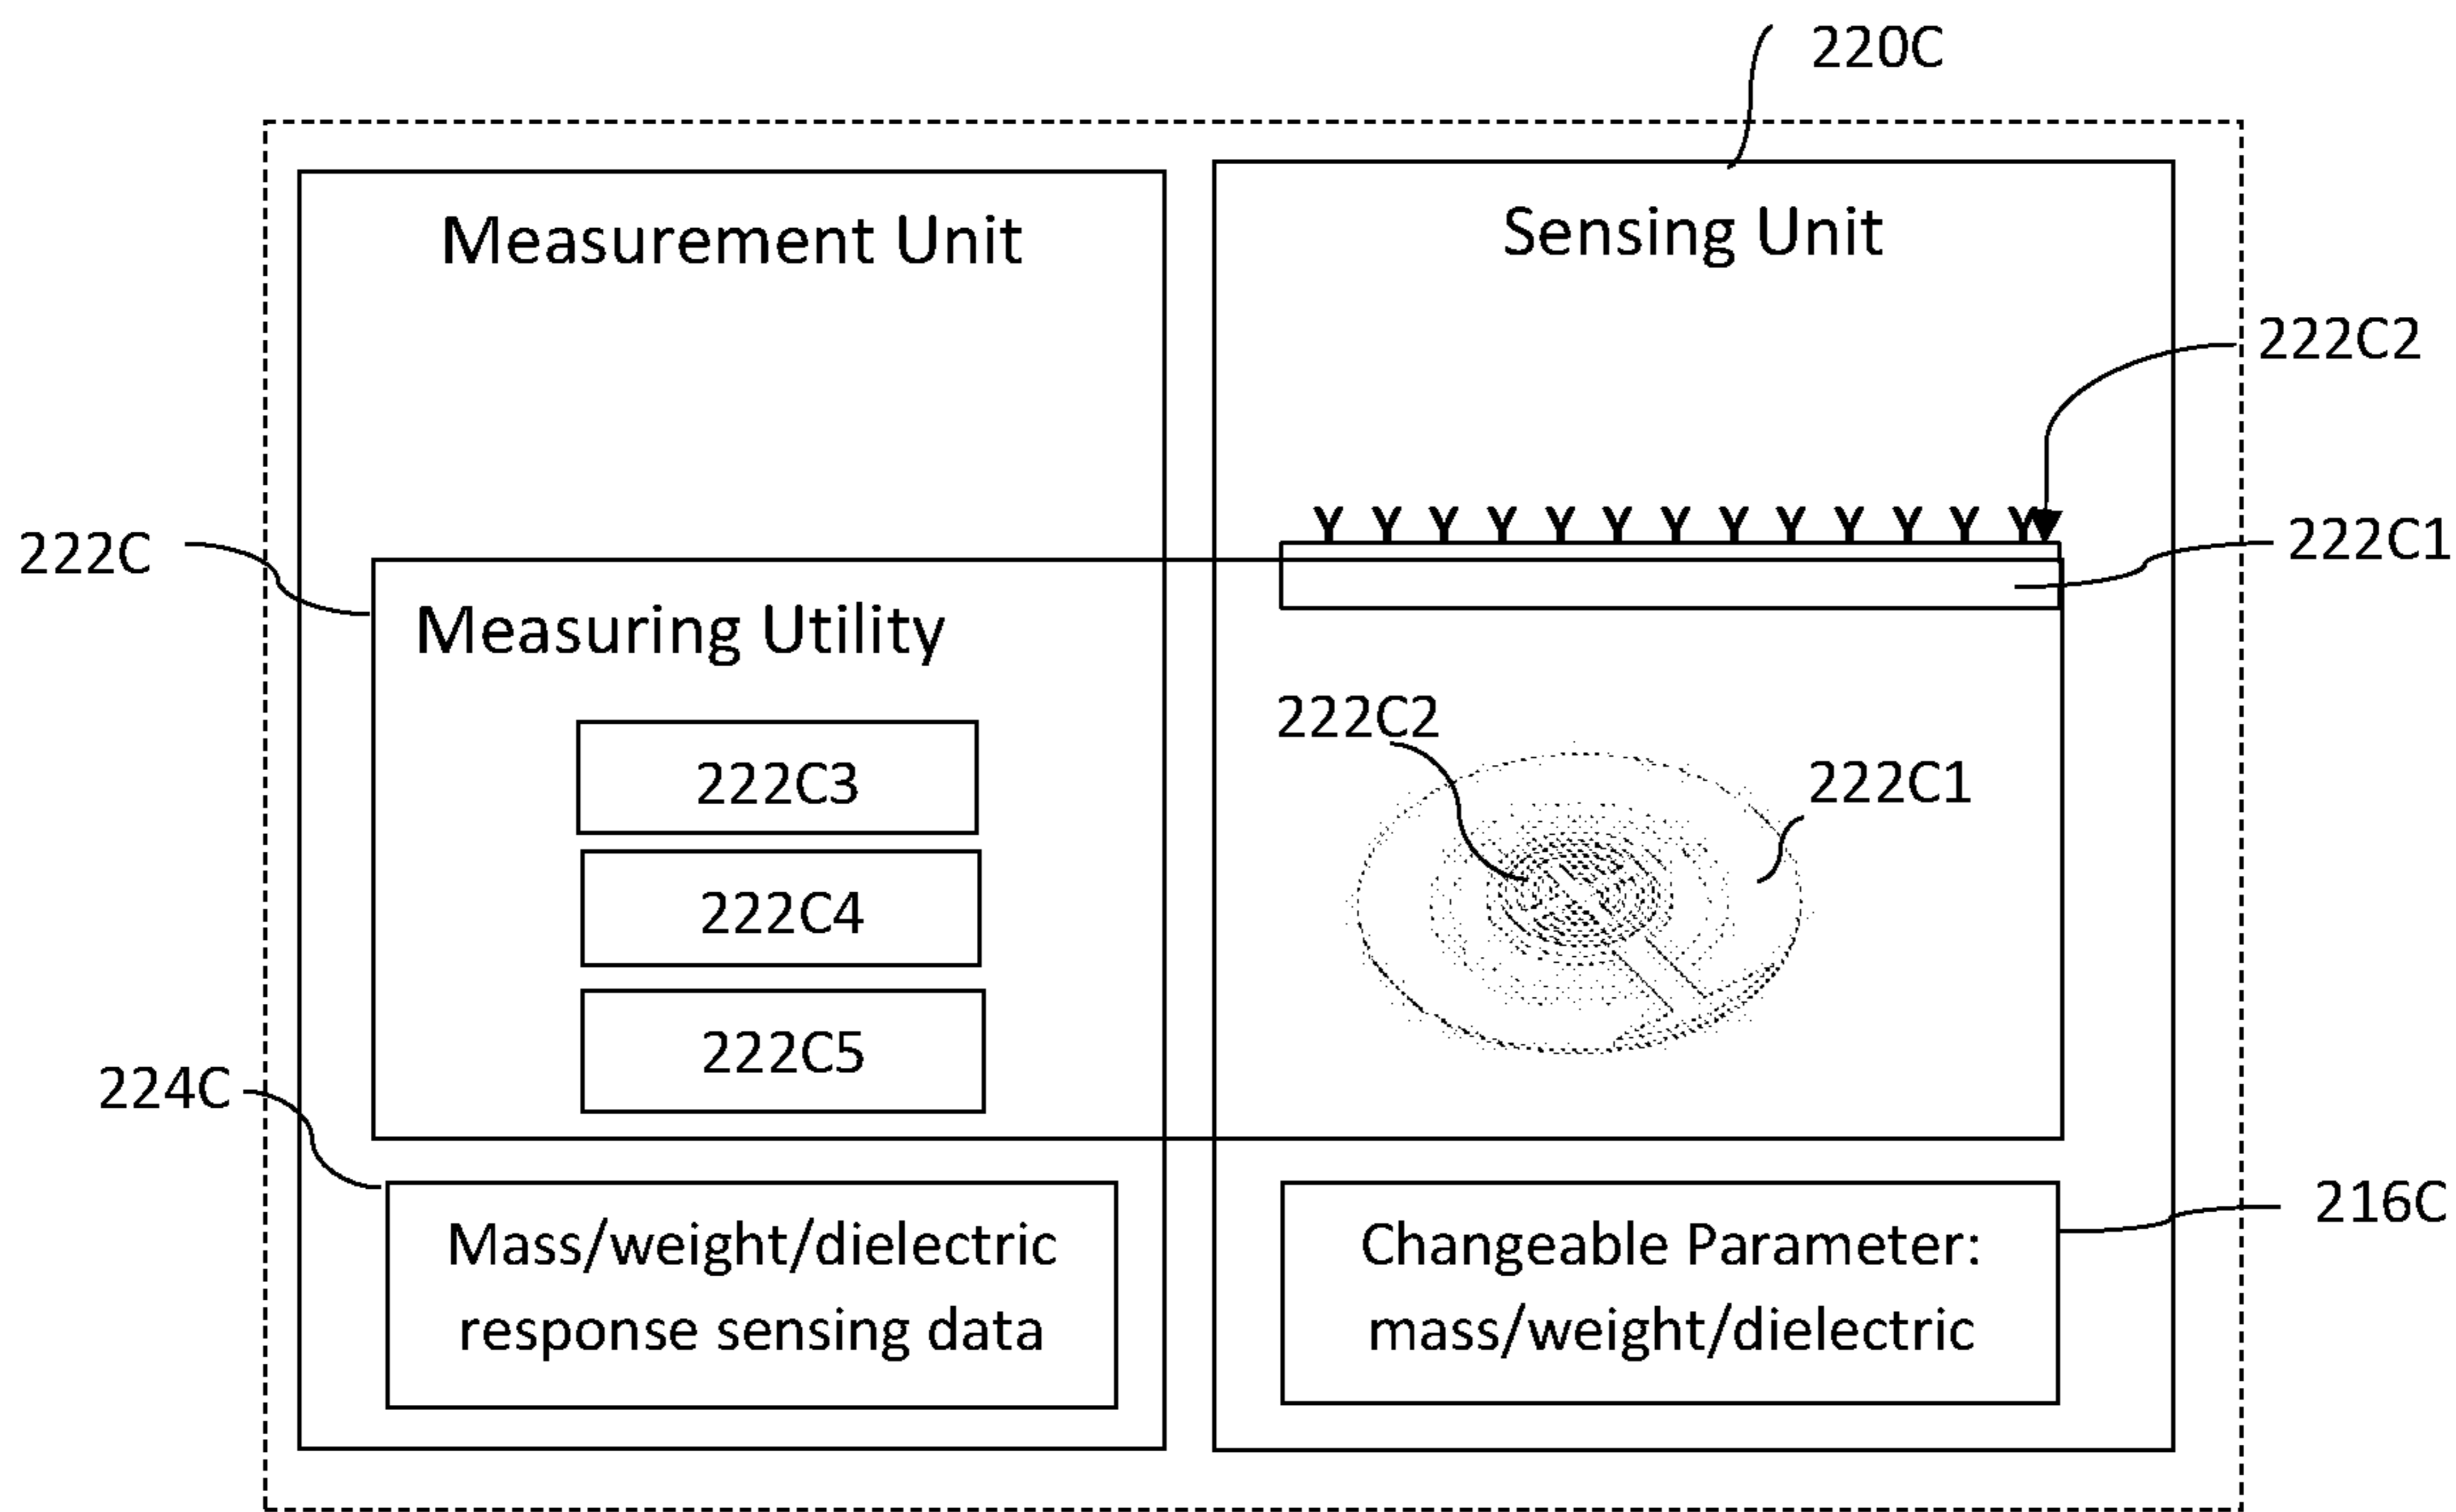 220C
Measurement Unit
Sensing Unit
222C2
222C
222C1
Measuring Utility
222C2
222C3
222C1
222C4
222C5
224C
216C
Mass/weight/dielectric
response sensing data
Changeable Parameter:
mass/weight/dielectric